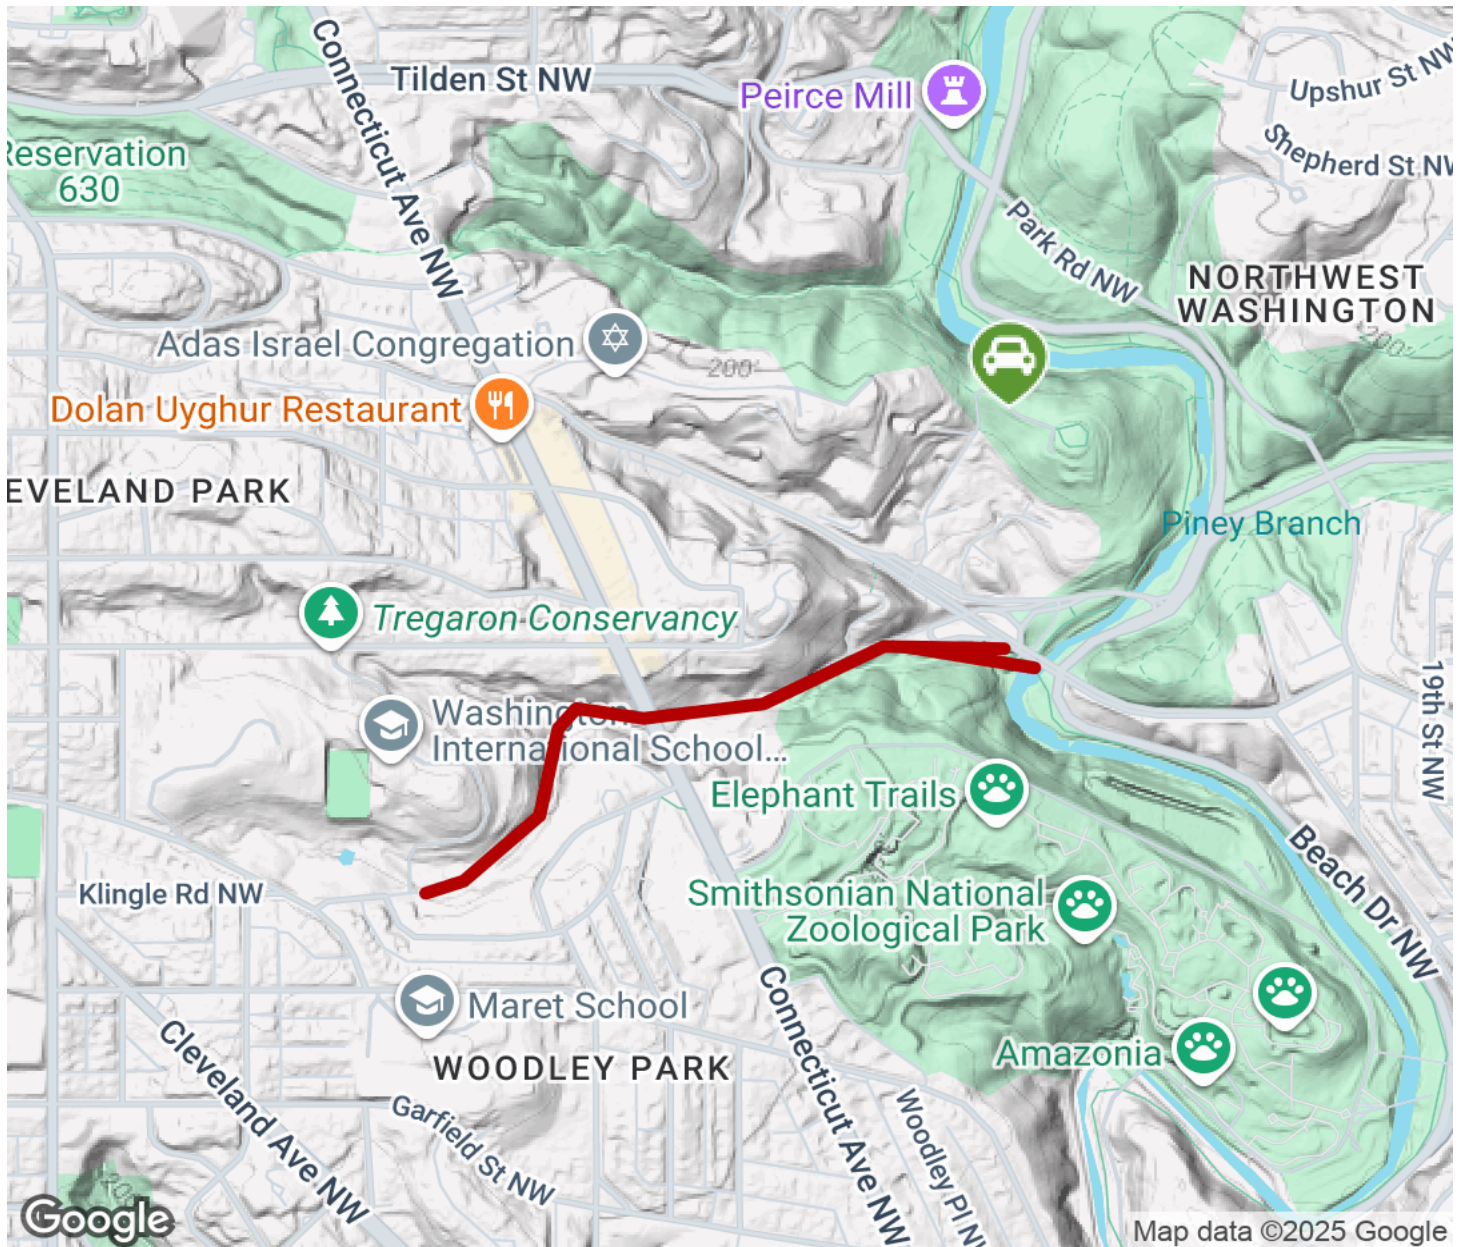 Connecticut Ave NW
Tilden St NW
Peirce Mill
Upshur St NW
Shepherd St NW
Reservation
630
Park Rd NW
NORTHWEST
WASHINGTON
Adas Israel Congregation
200'
200'
Dolan Uyghur Restaurant
EVELAND PARK
Piney Branch
Tregaron Conservancy
19th St NW
Washington
International School...
Elephant Trails
Beach Dr NW
Klingle Rd NW
Smithsonian National
Zoological Park
Maret School
Connecticut Ave NW
Amazonia
WOODLEY PARK
Cleveland Ave NW
Garfield St NW
Woodley Pl N
Google
Map data ©2025 Google